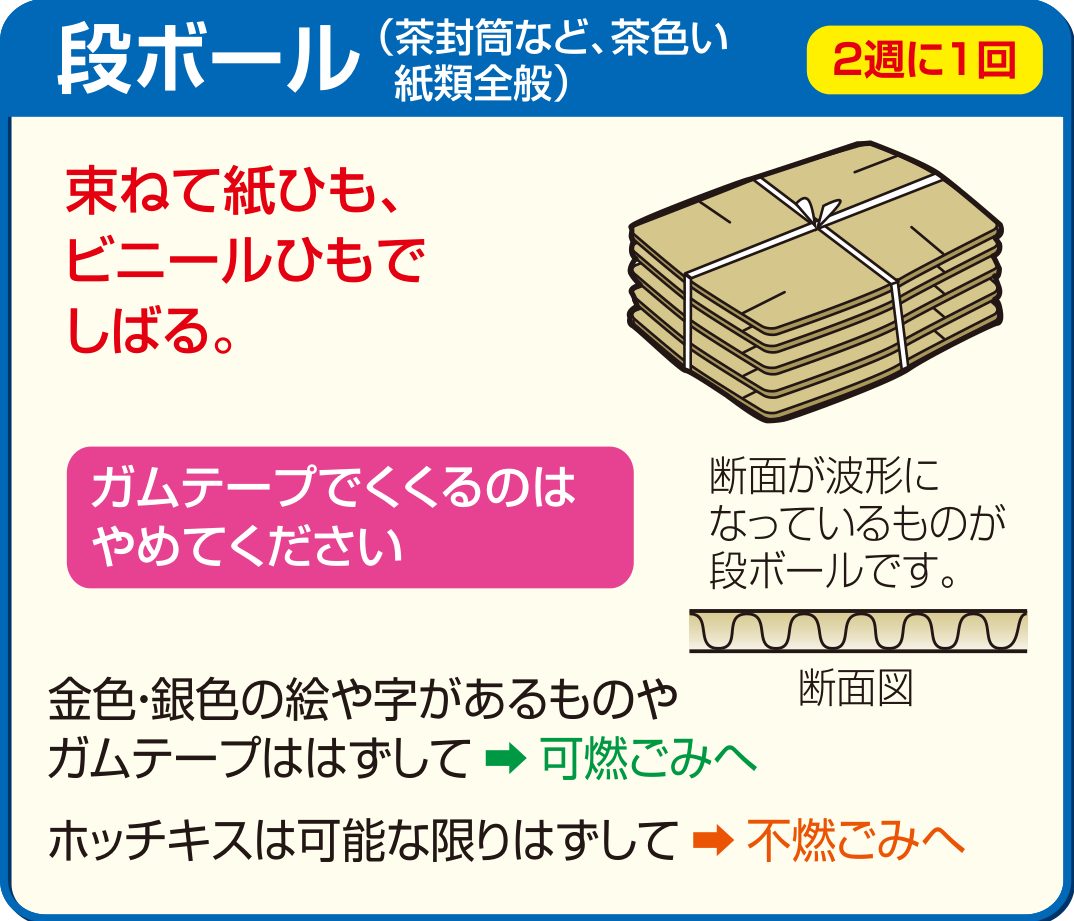 段ボール（茶封筒など、茶色い
紙類全般）
2週に1回
束ねて紙ひも、
ビニールひもで
しばる。
ガムテープでくくるのは
やめてください
断面が波形に
なっているものが
段ボールです。
断面図
金色・銀色の絵や字があるものや
ガムテープははずして ➡ 可燃ごみへ
ホッチキスは可能な限りはずして ➡ 不燃ごみへ